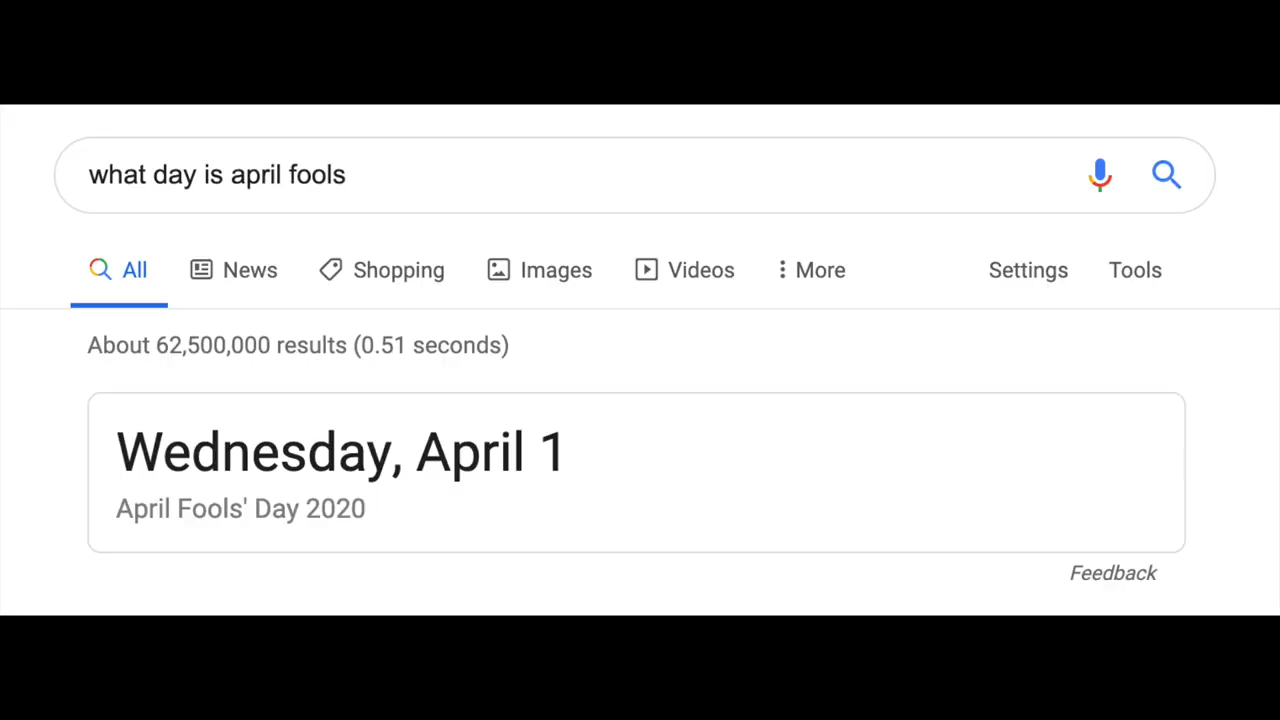 what day is april fools
All News Shopping Images Videos More Settings Tools
About 62,500,000 results (0.51 seconds)
Wednesday, April 1
April Fools' Day 2020
Feedback